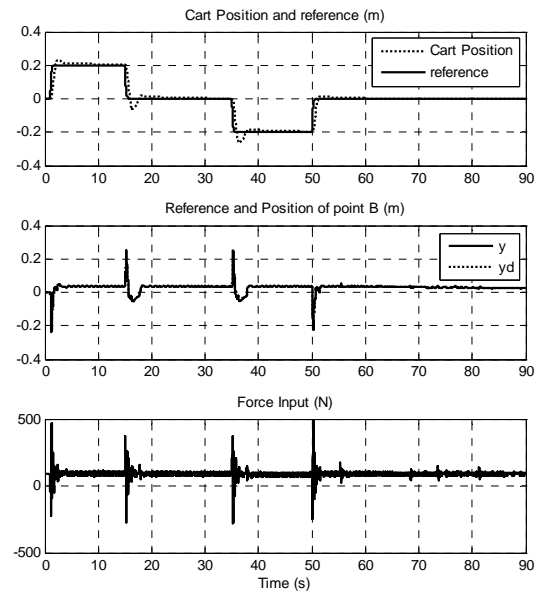 Cart Position and reference (m)
0.4
0.2
0
-0.2
-0.4
Cart Position
reference
0 10 20 30 40 50 60 70 80 90
Reference and Position of point B (m)
0.4
0.2
0
-0.2
-0.4
y
yd
0 10 20 30 40 50 60 70 80 90
Force Input (N)
500
0
-500
0 10 20 30 40 50 60 70 80 90
Time (s)